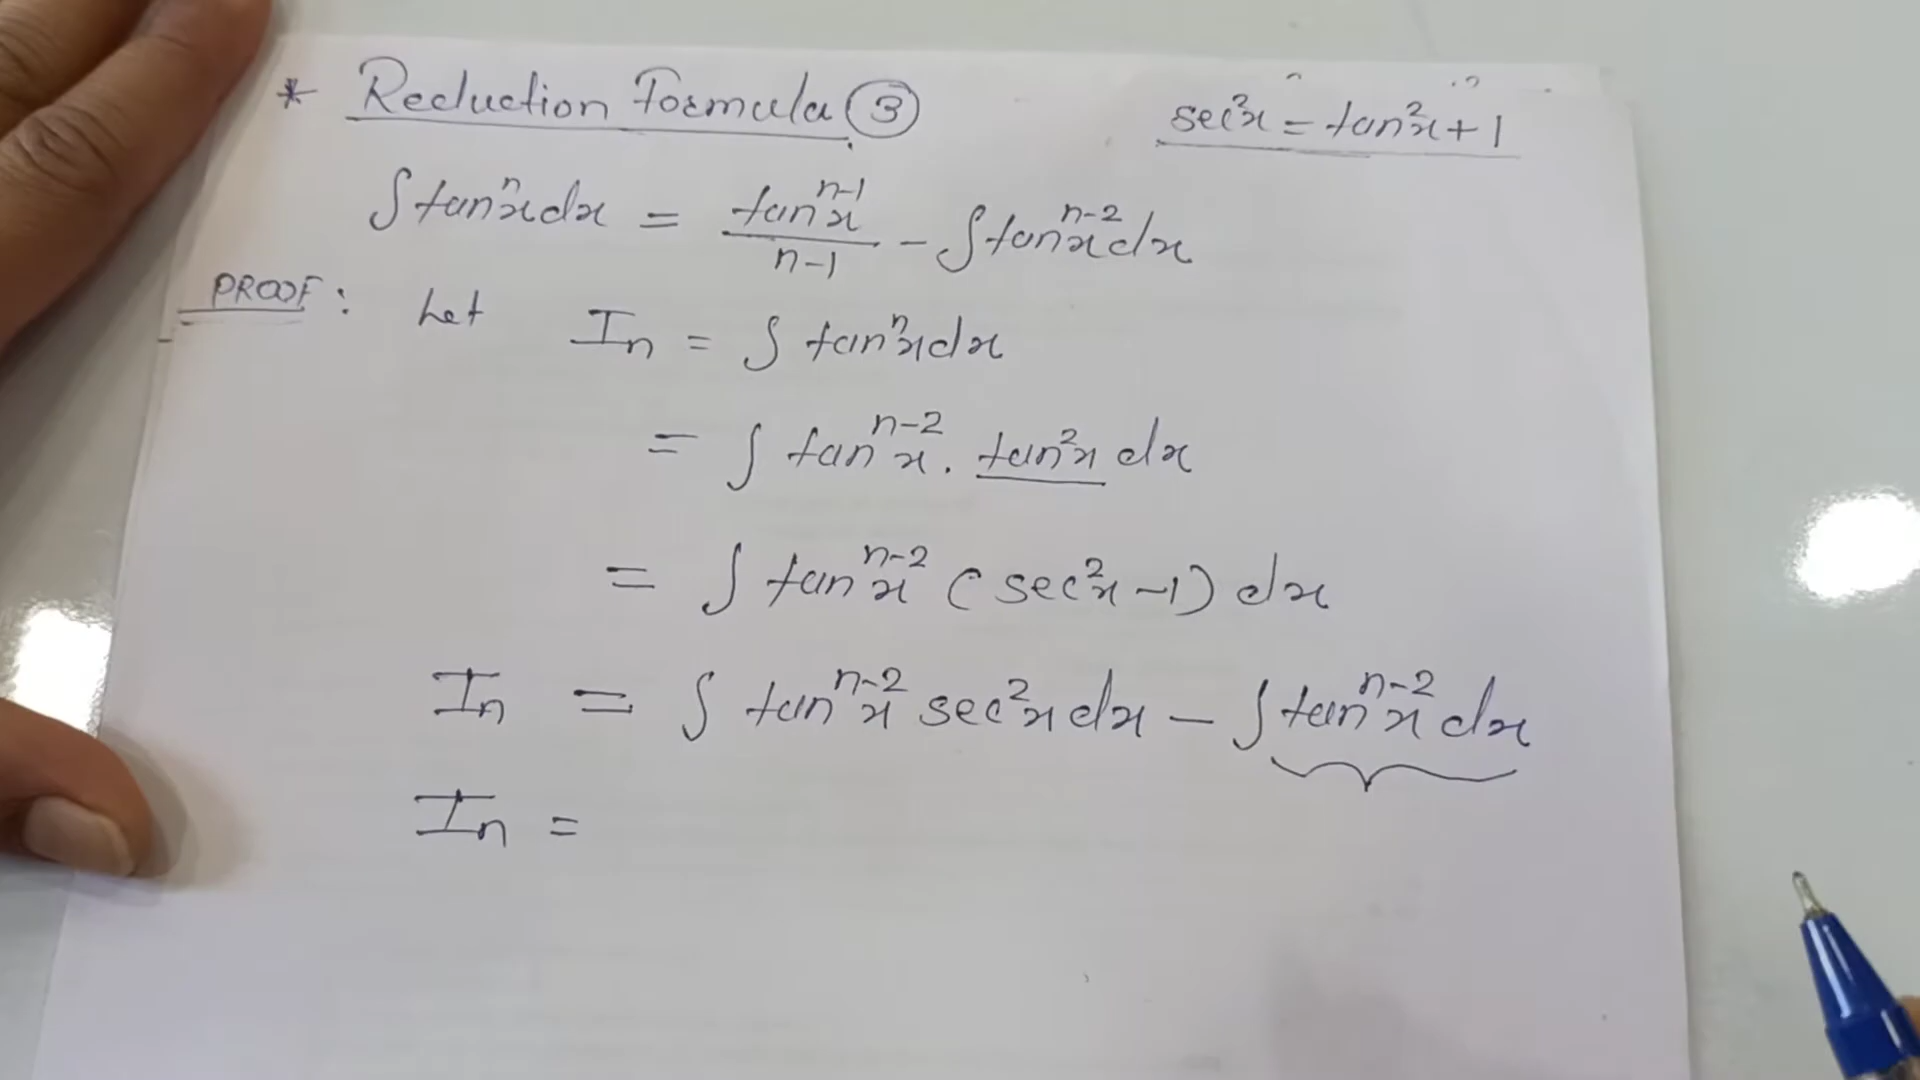 * Reduction Formula ③
sec²x = tan²x + 1
∫tanⁿx dx = tanⁿ⁻¹x / n-1 - ∫tanⁿ⁻²x dx
PROOF : Let Iₙ = ∫ tanⁿx dx
= ∫ tanⁿ⁻²x . tan²x dx
= ∫ tanⁿ⁻²x (sec²x - 1) dx
Iₙ = ∫ tanⁿ⁻²x sec²x dx - ∫tanⁿ⁻²x dx
Iₙ =